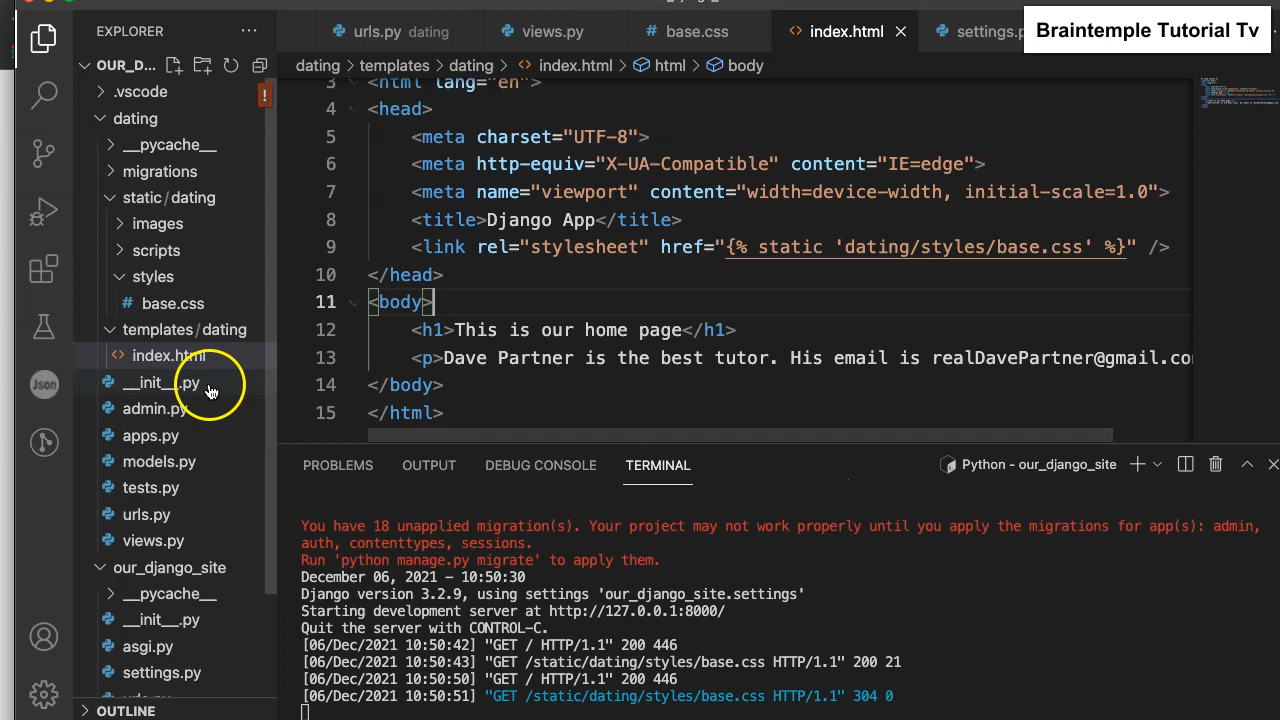 Braintemple Tutorial Tv
EXPLORER
urls.py dating
views.py
# base.css
<> index.html
settings.p
OUR_D...
dating > templates > dating > <> index.html > html > body
.vscode
!
dating
__pycache__
migrations
static/dating
images
scripts
styles
# base.css
templates/dating
<> index.html
__init__.py
admin.py
apps.py
models.py
tests.py
urls.py
views.py
our_django_site
__pycache__
__init__.py
asgi.py
settings.py
urls.py
OUTLINE
3 <html lang="en">
4 <head>
5 <meta charset="UTF-8">
6 <meta http-equiv="X-UA-Compatible" content="IE=edge">
7 <meta name="viewport" content="width=device-width, initial-scale=1.0">
8 <title>Django App</title>
9 <link rel="stylesheet" href="{% static 'dating/styles/base.css' %}" />
10 </head>
11 <body>
12 <h1>This is our home page</h1>
13 <p>Dave Partner is the best tutor. His email is realDavePartner@gmail.co
14 </body>
15 </html>
PROBLEMS OUTPUT DEBUG CONSOLE TERMINAL
Python - our_django_site
You have 18 unapplied migration(s). Your project may not work properly until you apply the migrations for app(s): admin,
auth, contenttypes, sessions.
Run 'python manage.py migrate' to apply them.
December 06, 2021 - 10:50:30
Django version 3.2.9, using settings 'our_django_site.settings'
Starting development server at http://127.0.0.1:8000/
Quit the server with CONTROL-C.
[06/Dec/2021 10:50:42] "GET / HTTP/1.1" 200 446
[06/Dec/2021 10:50:43] "GET /static/dating/styles/base.css HTTP/1.1" 200 21
[06/Dec/2021 10:50:50] "GET / HTTP/1.1" 200 446
[06/Dec/2021 10:50:51] "GET /static/dating/styles/base.css HTTP/1.1" 304 0
Json